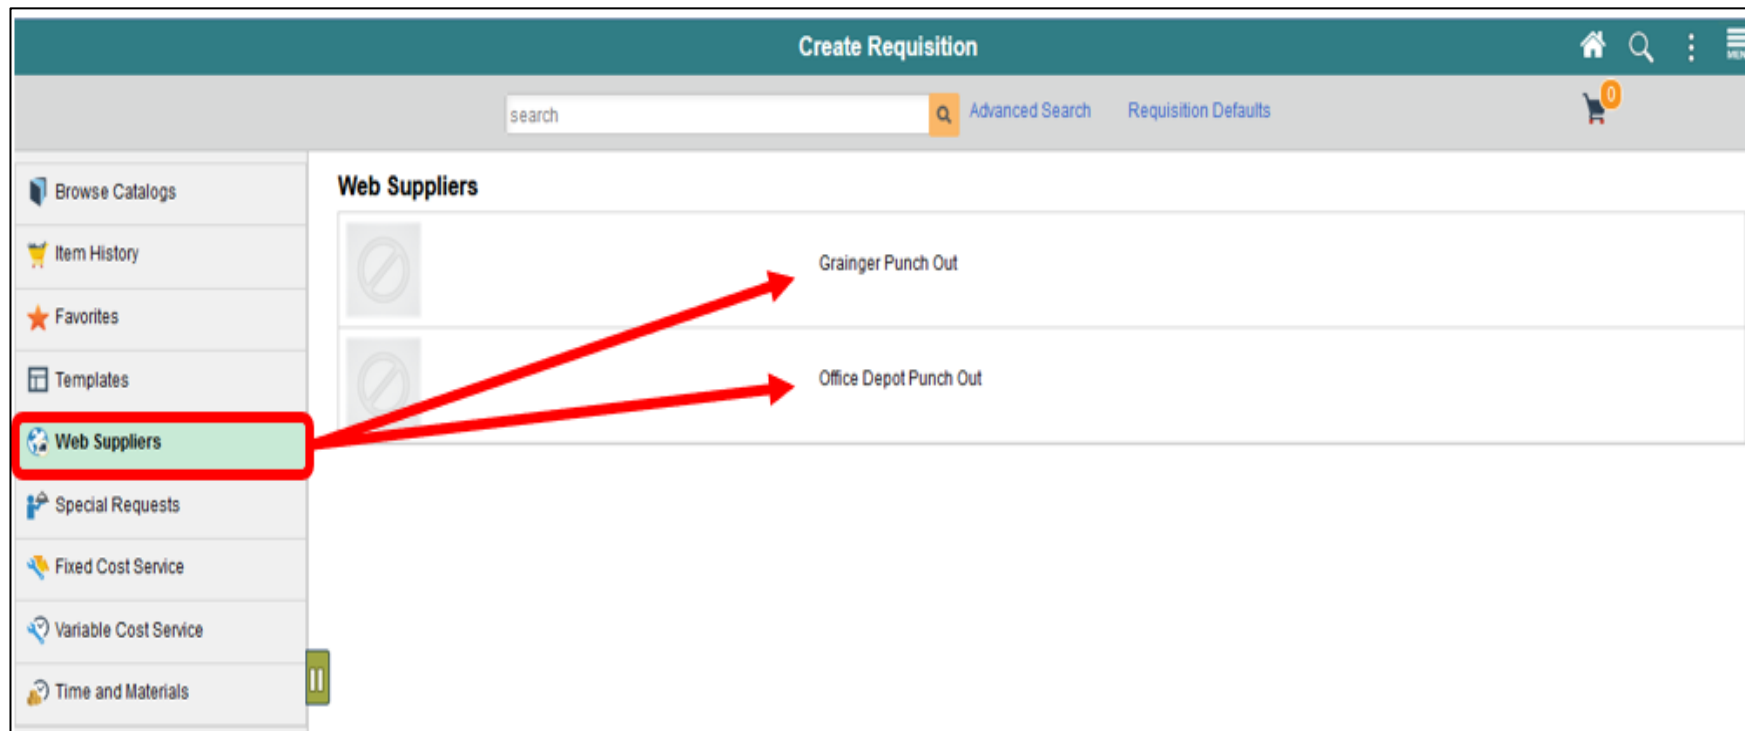 Create Requisition
MENU
search
Advanced Search
Requisition Defaults
0
Browse Catalogs
Item History
Favorites
Templates
Web Suppliers
Special Requests
Fixed Cost Service
Variable Cost Service
Time and Materials
Web Suppliers
Grainger Punch Out
Office Depot Punch Out